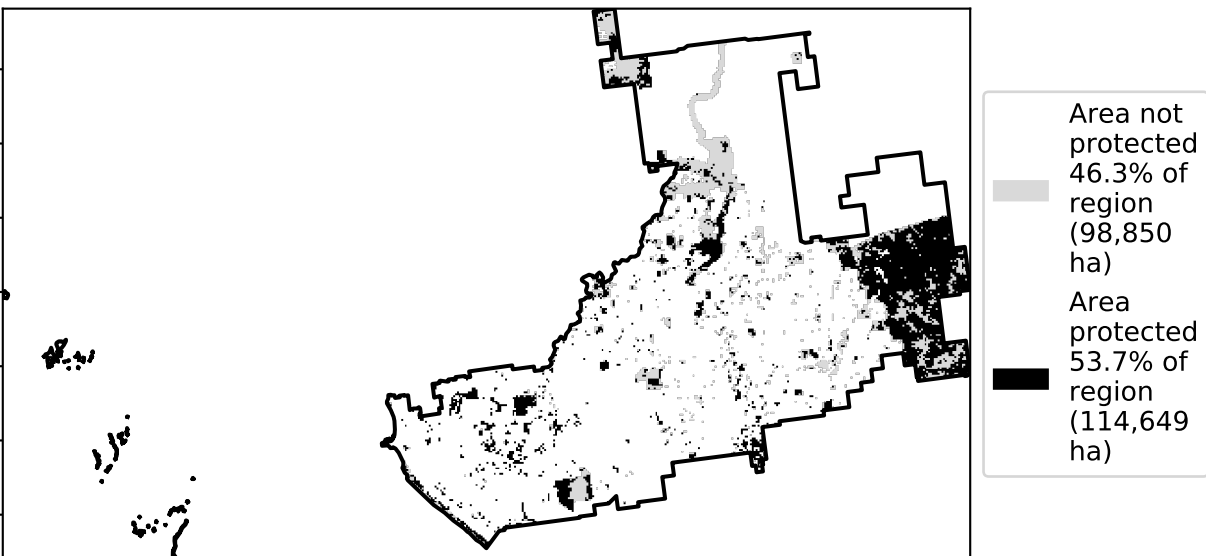 Area not
protected
46.3% of
region
(98,850
ha)
Area
protected
53.7% of
region
(114,649
ha)